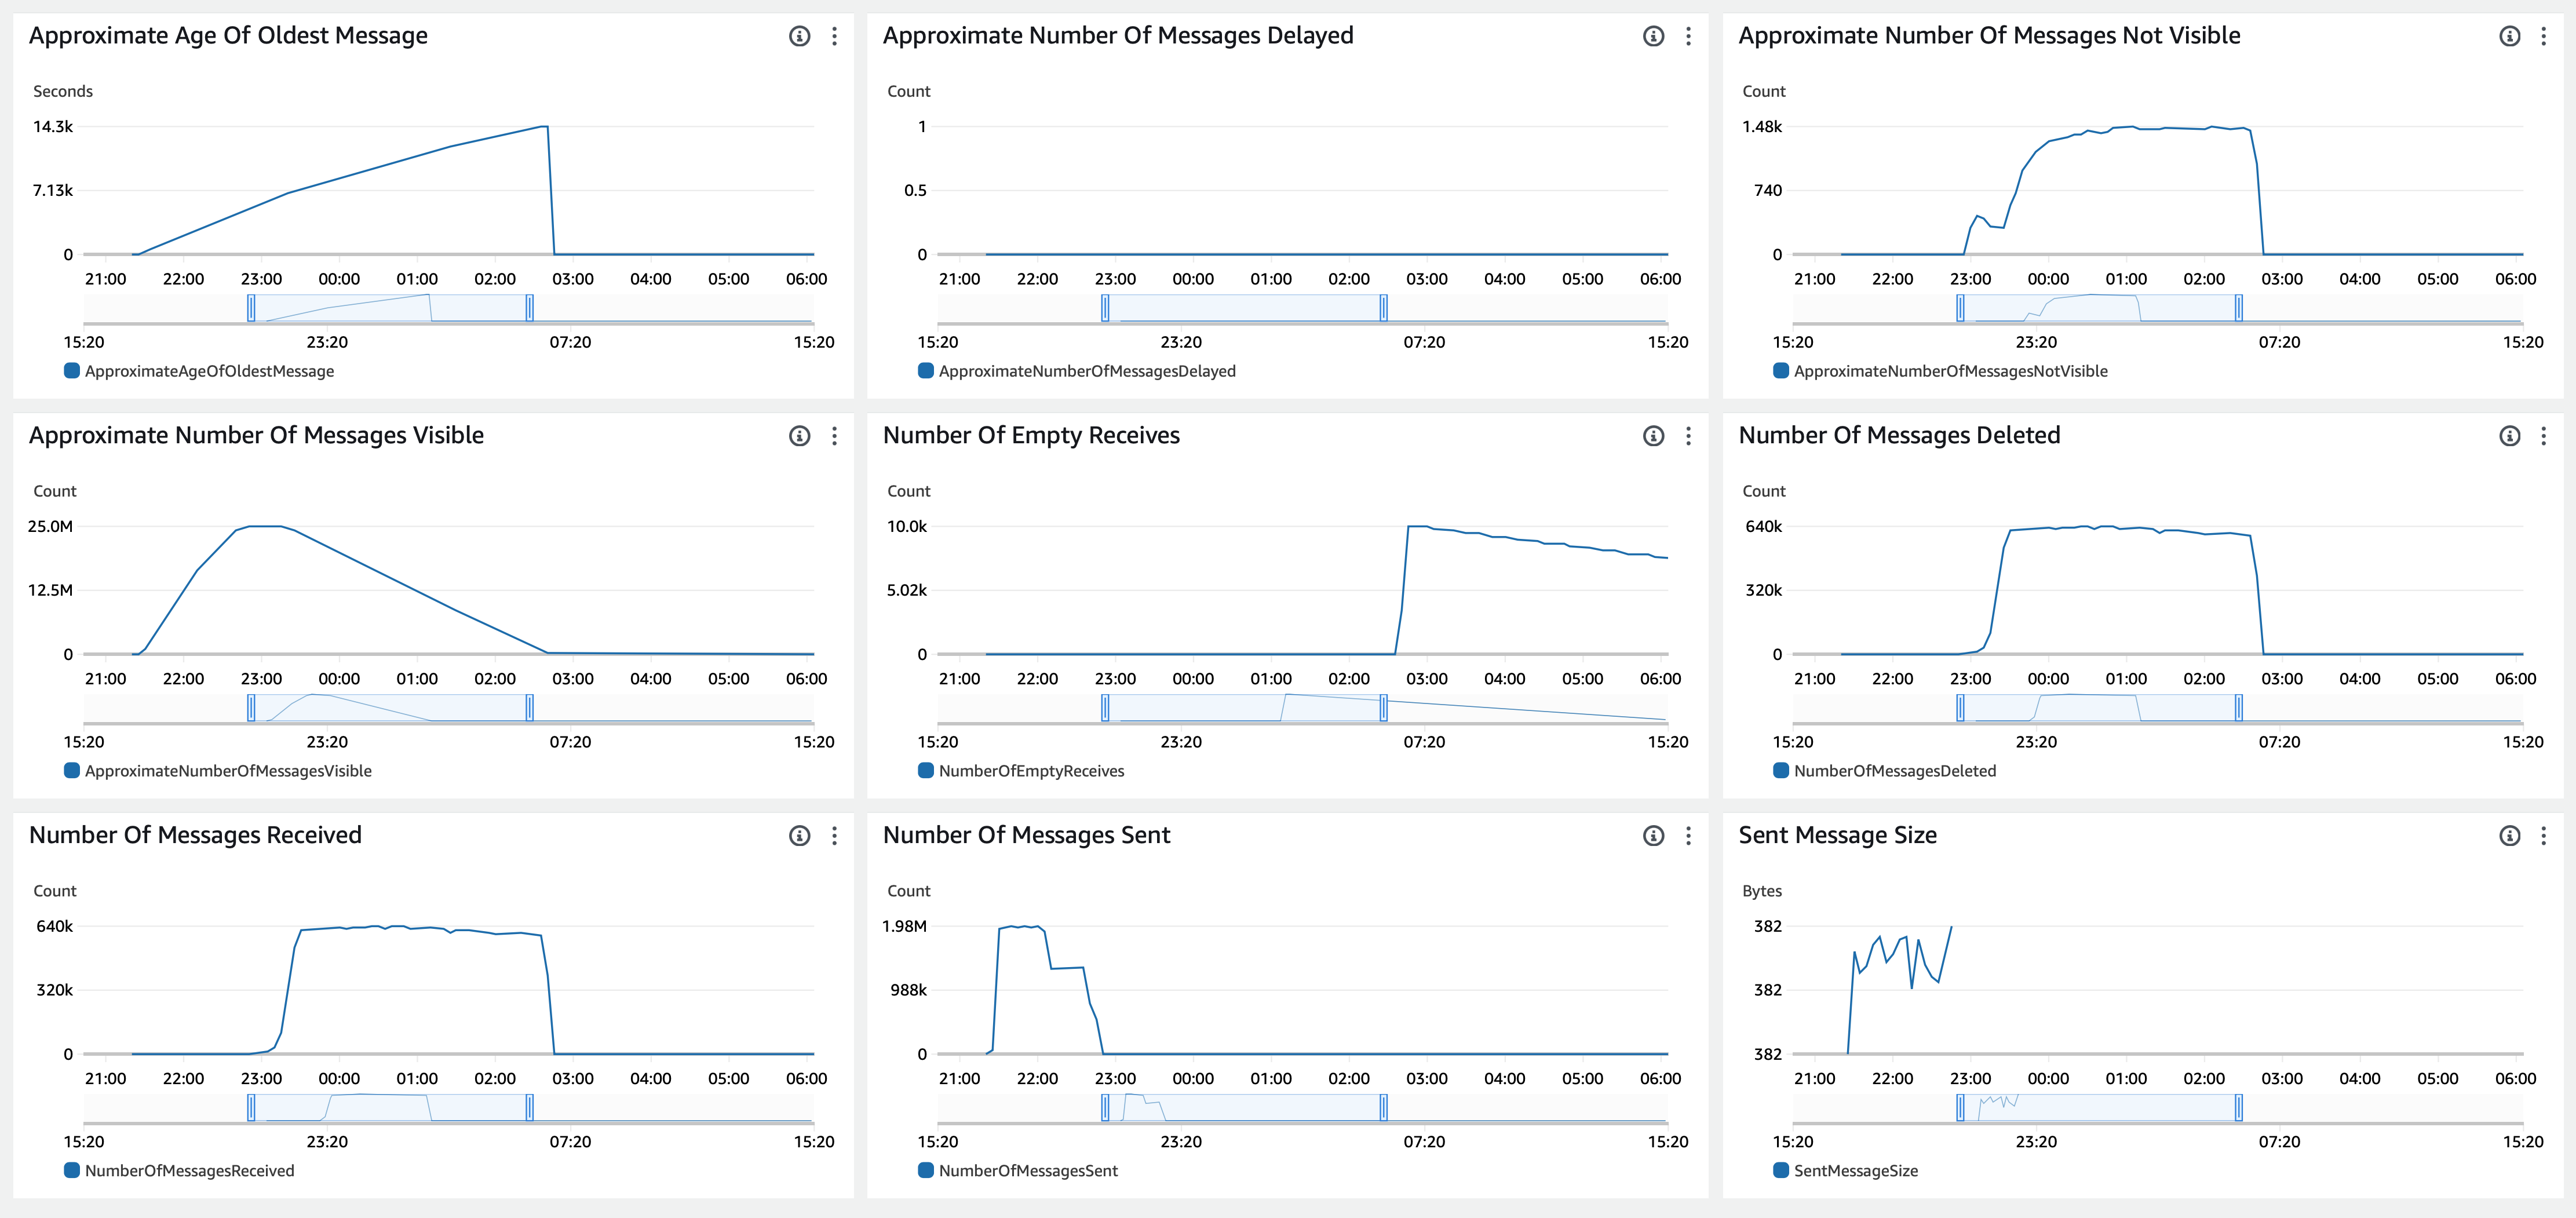 Approximate Age Of Oldest Message
Seconds
14.3k
7.13k
0
21:00 22:00 23:00 00:00 01:00 02:00 03:00 04:00 05:00 06:00
15:20 23:20 07:20 15:20
ApproximateAgeOfOldestMessage
Approximate Number Of Messages Delayed
Count
1
0.5
0
21:00 22:00 23:00 00:00 01:00 02:00 03:00 04:00 05:00 06:00
15:20 23:20 07:20 15:20
ApproximateNumberOfMessagesDelayed
Approximate Number Of Messages Not Visible
Count
1.48k
740
0
21:00 22:00 23:00 00:00 01:00 02:00 03:00 04:00 05:00 06:00
15:20 23:20 07:20 15:20
ApproximateNumberOfMessagesNotVisible
Approximate Number Of Messages Visible
Count
25.0M
12.5M
0
21:00 22:00 23:00 00:00 01:00 02:00 03:00 04:00 05:00 06:00
15:20 23:20 07:20 15:20
ApproximateNumberOfMessagesVisible
Number Of Empty Receives
Count
10.0k
5.02k
0
21:00 22:00 23:00 00:00 01:00 02:00 03:00 04:00 05:00 06:00
15:20 23:20 07:20 15:20
NumberOfEmptyReceives
Number Of Messages Deleted
Count
640k
320k
0
21:00 22:00 23:00 00:00 01:00 02:00 03:00 04:00 05:00 06:00
15:20 23:20 07:20 15:20
NumberOfMessagesDeleted
Number Of Messages Received
Count
640k
320k
0
21:00 22:00 23:00 00:00 01:00 02:00 03:00 04:00 05:00 06:00
15:20 23:20 07:20 15:20
NumberOfMessagesReceived
Number Of Messages Sent
Count
1.98M
988k
0
21:00 22:00 23:00 00:00 01:00 02:00 03:00 04:00 05:00 06:00
15:20 23:20 07:20 15:20
NumberOfMessagesSent
Sent Message Size
Bytes
382
382
382
21:00 22:00 23:00 00:00 01:00 02:00 03:00 04:00 05:00 06:00
15:20 23:20 07:20 15:20
SentMessageSize